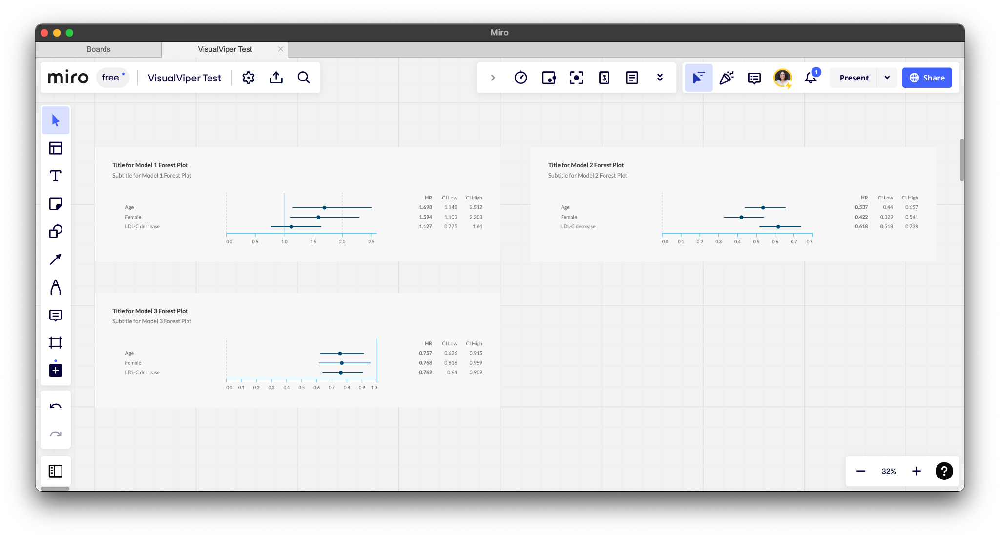 Miro
Boards
VisualViper Test
miro free VisualViper Test
3
1
Present
Share
Title for Model 1 Forest Plot
Subtitle for Model 1 Forest Plot
HR CI Low CI High
Age 1.698 1.148 2.512
Female 1.594 1.103 2.303
LDL-C decrease 1.127 0.775 1.64
0.0 0.5 1.0 1.5 2.0 2.5
Title for Model 2 Forest Plot
Subtitle for Model 2 Forest Plot
HR CI Low CI High
Age 0.537 0.44 0.657
Female 0.422 0.329 0.541
LDL-C decrease 0.618 0.518 0.738
0.0 0.1 0.2 0.3 0.4 0.5 0.6 0.7 0.8
Title for Model 3 Forest Plot
Subtitle for Model 3 Forest Plot
HR CI Low CI High
Age 0.757 0.626 0.915
Female 0.768 0.616 0.959
LDL-C decrease 0.762 0.64 0.909
0.0 0.1 0.2 0.3 0.4 0.5 0.6 0.7 0.8 0.9 1.0
32%
?